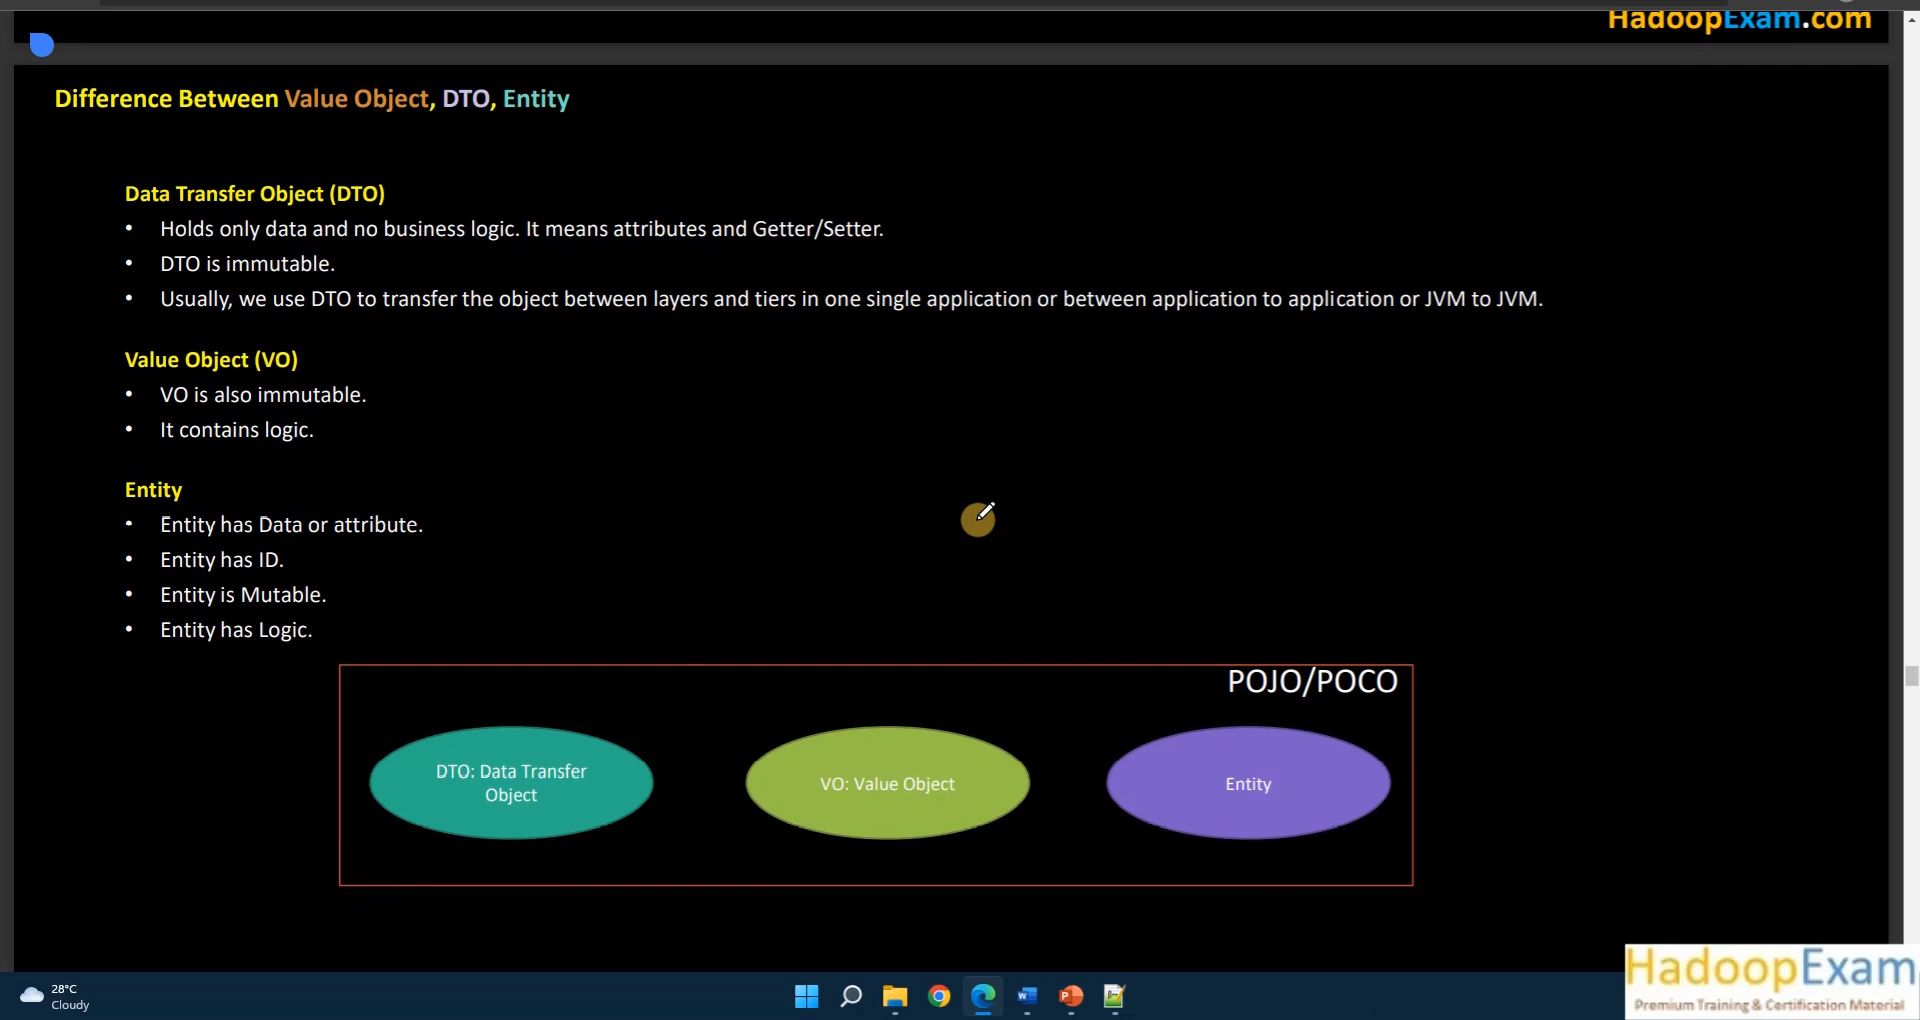 HadoopExam.com
Difference Between Value Object, DTO, Entity
Data Transfer Object (DTO)
• Holds only data and no business logic. It means attributes and Getter/Setter.
• DTO is immutable.
• Usually, we use DTO to transfer the object between layers and tiers in one single application or between application to application or JVM to JVM.
Value Object (VO)
• VO is also immutable.
• It contains logic.
Entity
• Entity has Data or attribute.
• Entity has ID.
• Entity is Mutable.
• Entity has Logic.
POJO/POCO
DTO: Data Transfer
Object
VO: Value Object
Entity
HadoopExam
Premium Training & Certification Material
28°C
Cloudy